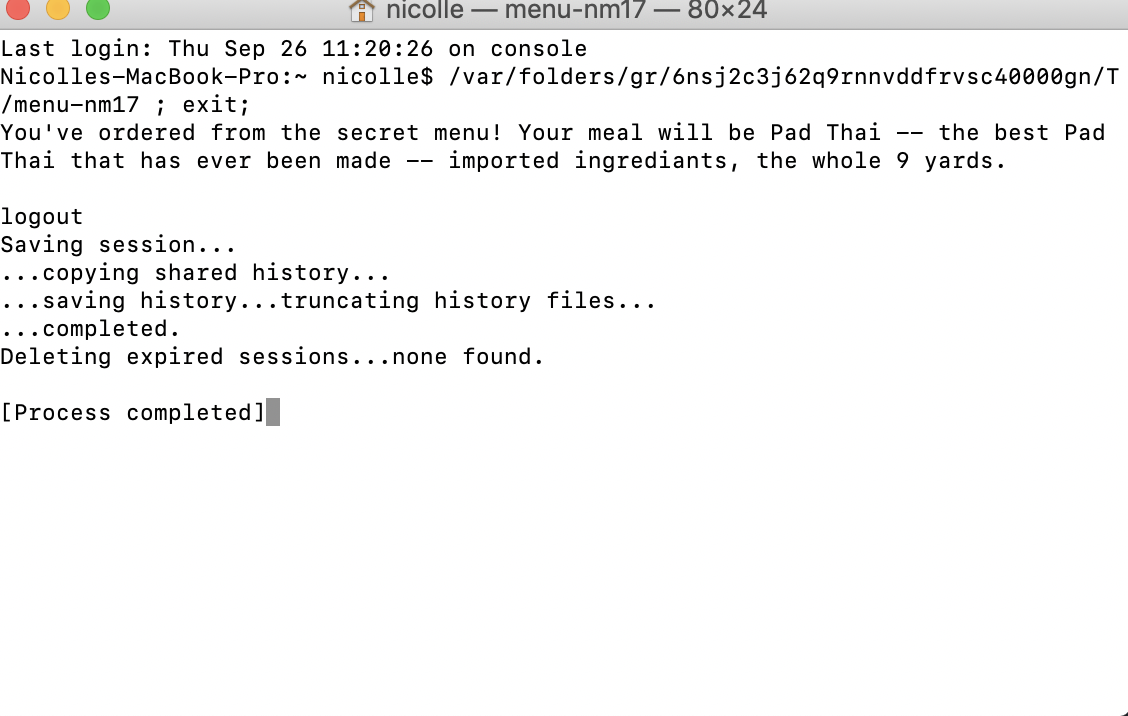 nicolle — menu-nm17 — 80×24
Last login: Thu Sep 26 11:20:26 on console
Nicolles-MacBook-Pro:~ nicolle$ /var/folders/gr/6nsj2c3j62q9rnnvddfrvsc40000gn/T
/menu-nm17 ; exit;
You've ordered from the secret menu! Your meal will be Pad Thai -- the best Pad
Thai that has ever been made -- imported ingrediants, the whole 9 yards.
logout
Saving session...
...copying shared history...
...saving history...truncating history files...
...completed.
Deleting expired sessions...none found.
[Process completed]